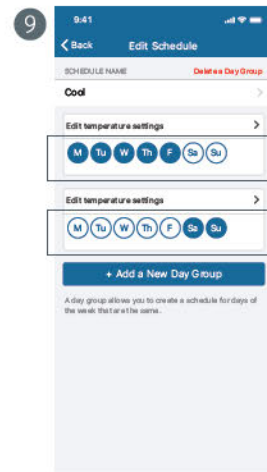 9
9:41
Back Edit Schedule
SCHEDULE NAME Delete a Day Group
Cool
Edit temperature settings
M Tu W Th F Sa Su
Edit temperature settings
M Tu W Th F Sa Su
+ Add a New Day Group
A day group allows you to create a schedule for days of
the week that are the same.